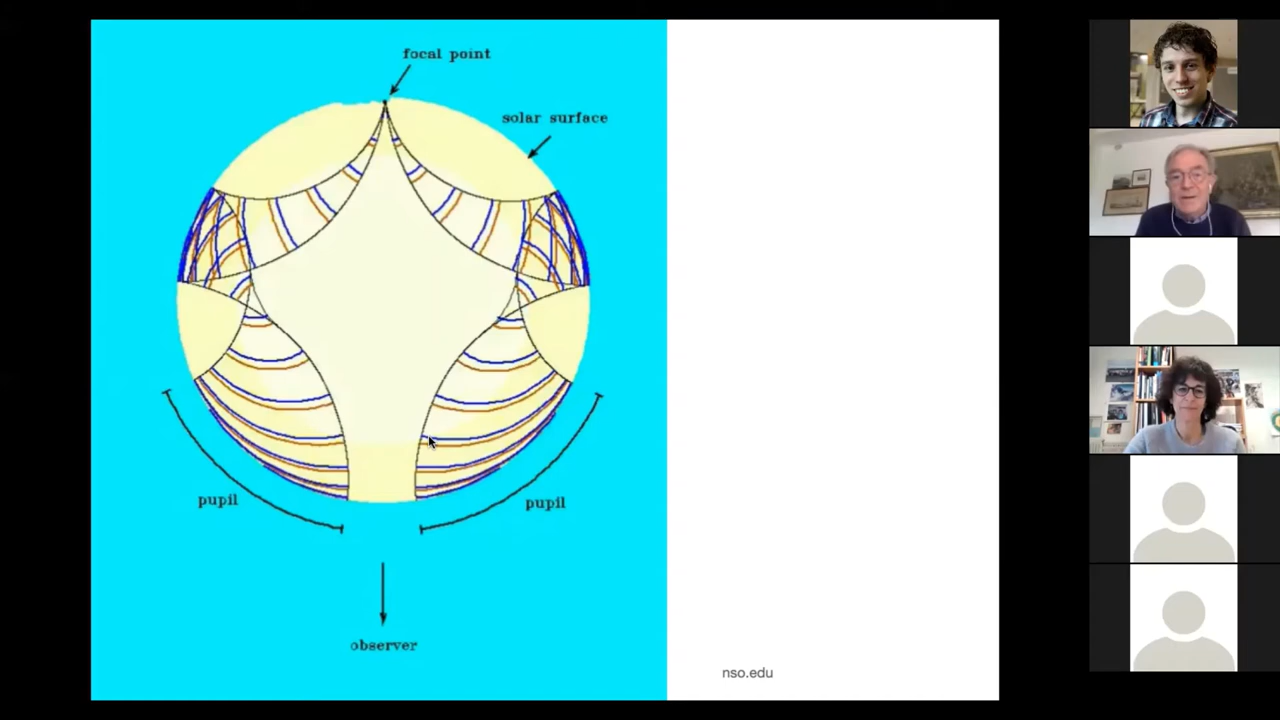 focal point
solar surface
pupil
pupil
observer
nso.edu